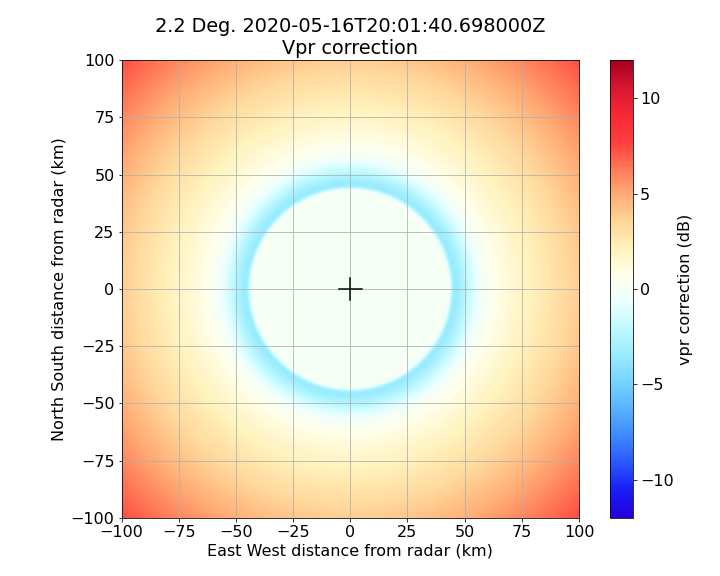 2.2 Deg. 2020-05-16T20:01:40.698000Z
Vpr correction
100
75
50
25
0
−25
−50
−75
−100
−100 −75 −50 −25 0 25 50 75 100
East West distance from radar (km)
North South distance from radar (km)
10
5
0
−5
−10
vpr correction (dB)